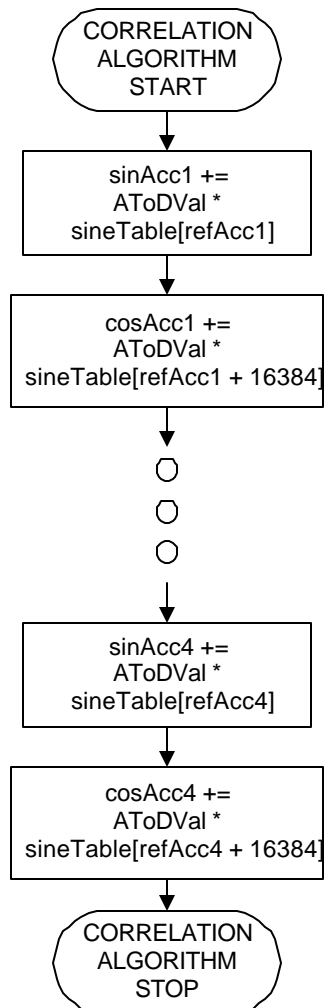 CORRELATION
ALGORITHM
START
sinAcc1 +=
AToDVal *
sineTable[refAcc1]
cosAcc1 +=
AToDVal *
sineTable[refAcc1 + 16384]
sinAcc4 +=
AToDVal *
sineTable[refAcc4]
cosAcc4 +=
AToDVal *
sineTable[refAcc4 + 16384]
CORRELATION
ALGORITHM
STOP